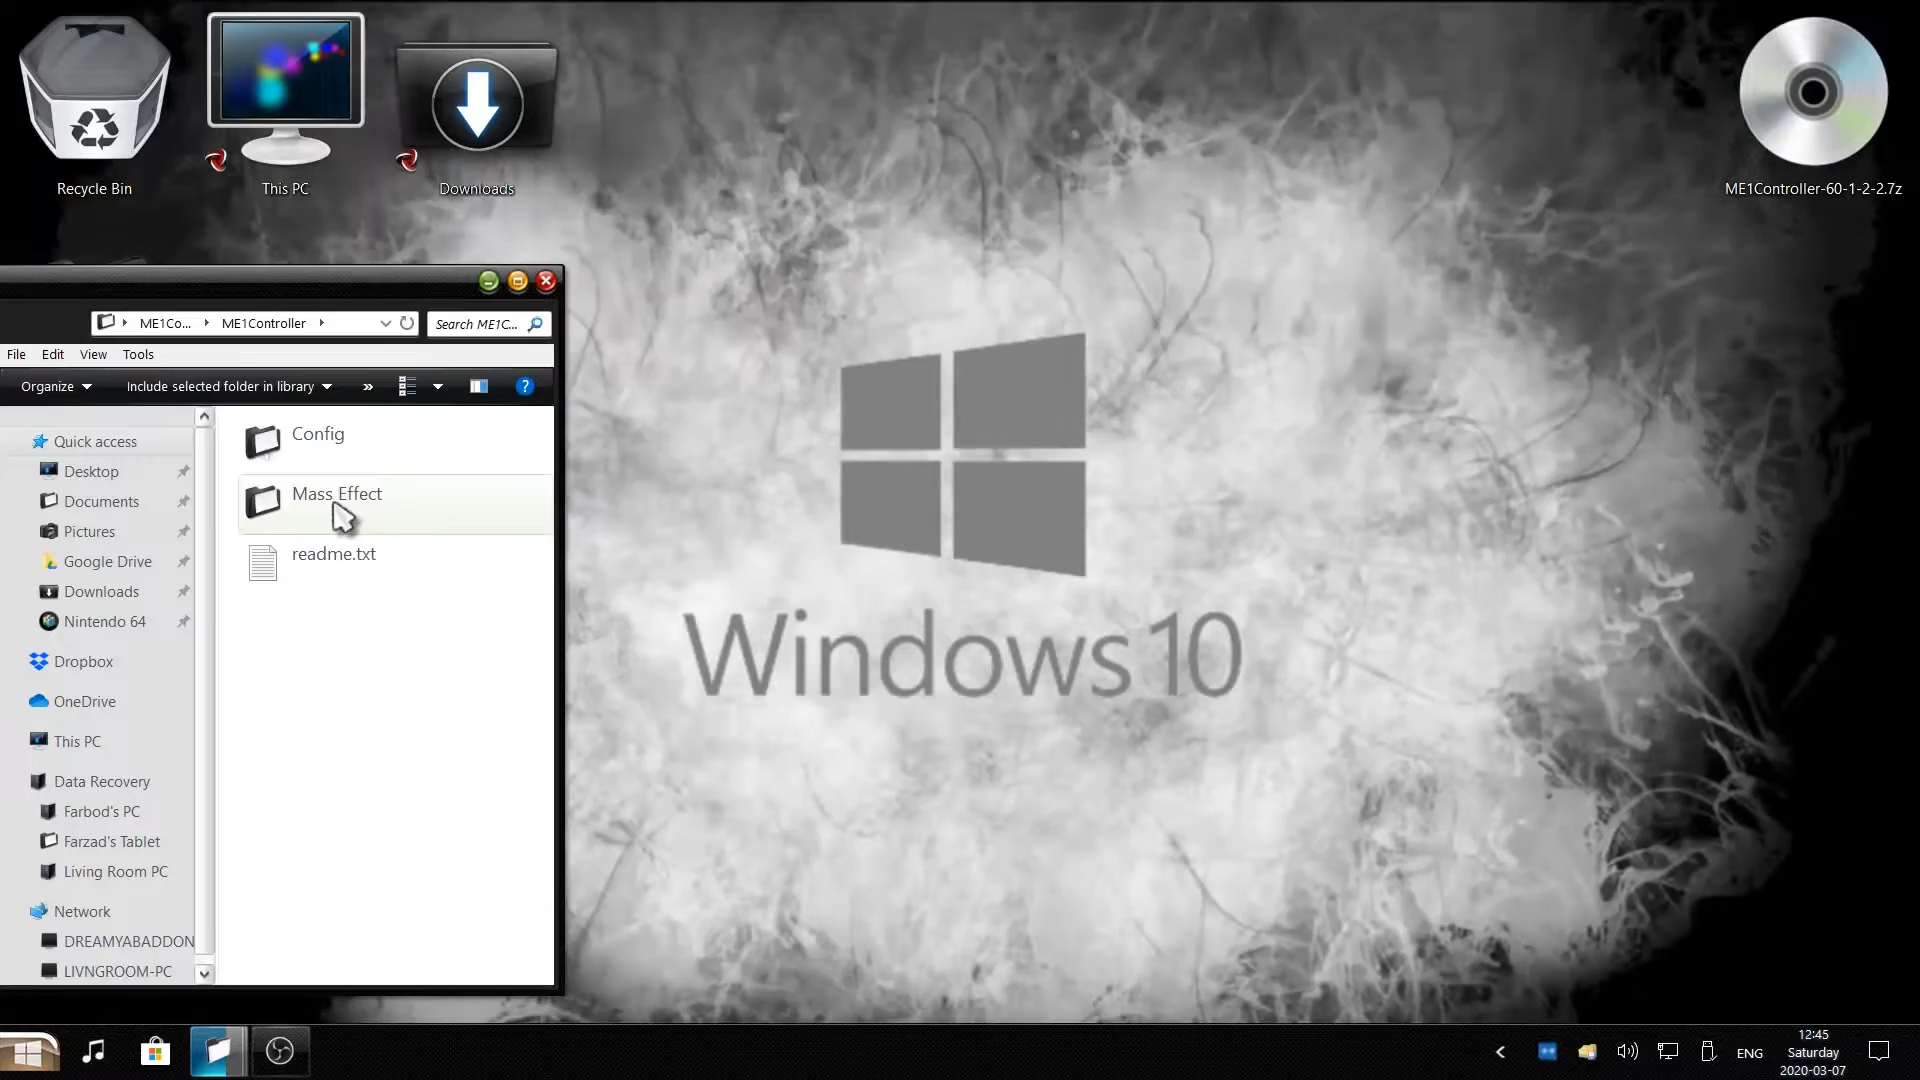 Recycle Bin
This PC
Downloads
ME1Controller-60-1-2-2.7z
ME1Co...
ME1Controller
Search ME1C...
File
Edit
View
Tools
Organize
Include selected folder in library
»
?
Quick access
Desktop
Documents
Pictures
Google Drive
Downloads
Nintendo 64
Dropbox
OneDrive
This PC
Data Recovery
Farbod's PC
Farzad's Tablet
Living Room PC
Network
DREAMYABADDON
LIVNGROOM-PC
Config
Mass Effect
readme.txt
Windows 10
ENG
12:45
Saturday
2020-03-07